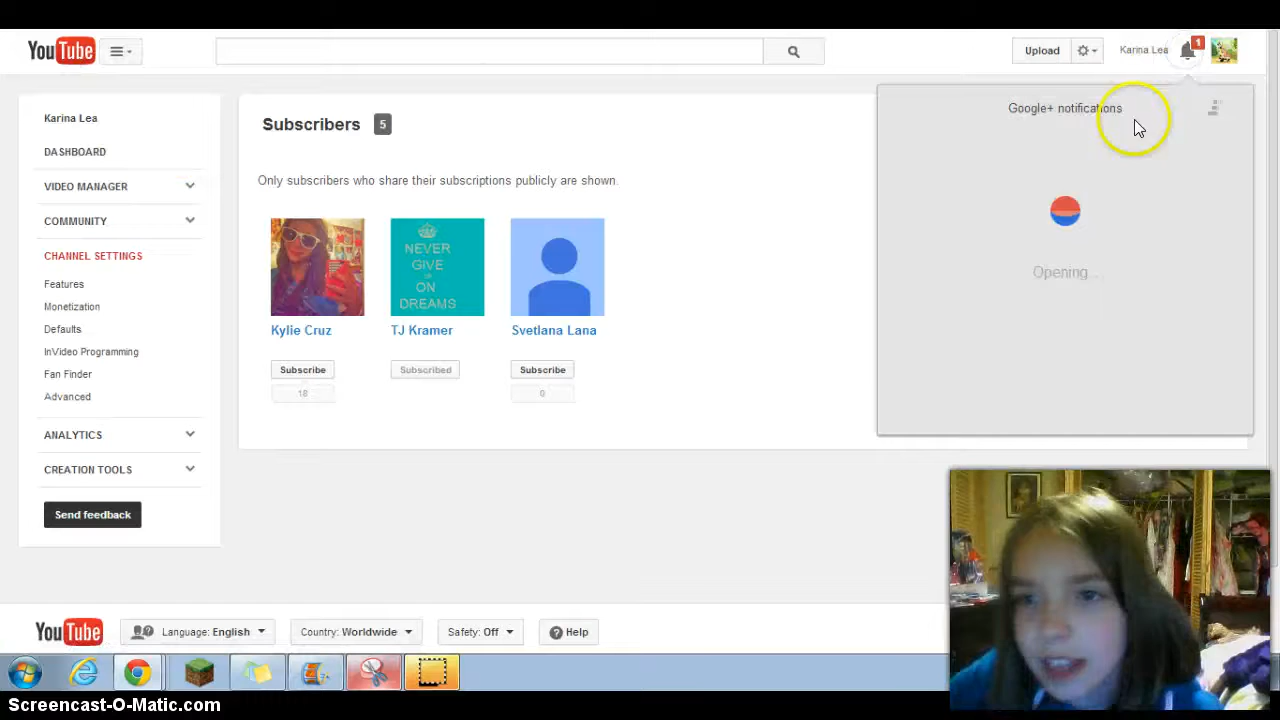 YouTube
Upload
Karina Lea
1
Karina Lea
DASHBOARD
VIDEO MANAGER
COMMUNITY
CHANNEL SETTINGS
Features
Monetization
Defaults
InVideo Programming
Fan Finder
Advanced
ANALYTICS
CREATION TOOLS
Send feedback
Subscribers 5
Only subscribers who share their subscriptions publicly are shown.
NEVER
GIVE
ON
DREAMS
Kylie Cruz
TJ Kramer
Svetlana Lana
Subscribe
Subscribed
Subscribe
18
0
Google+ notifications
Opening...
YouTube
Language: English
Country: Worldwide
Safety: Off
Help
Screencast-O-Matic.com